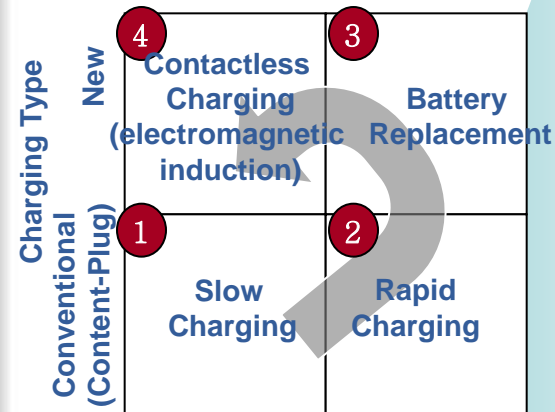 Charging Type
New
Conventional
(Content-Plug)
4
Contactless
Charging
(electromagnetic
induction)
3
Battery
Replacement
1
Slow
Charging
2
Rapid
Charging